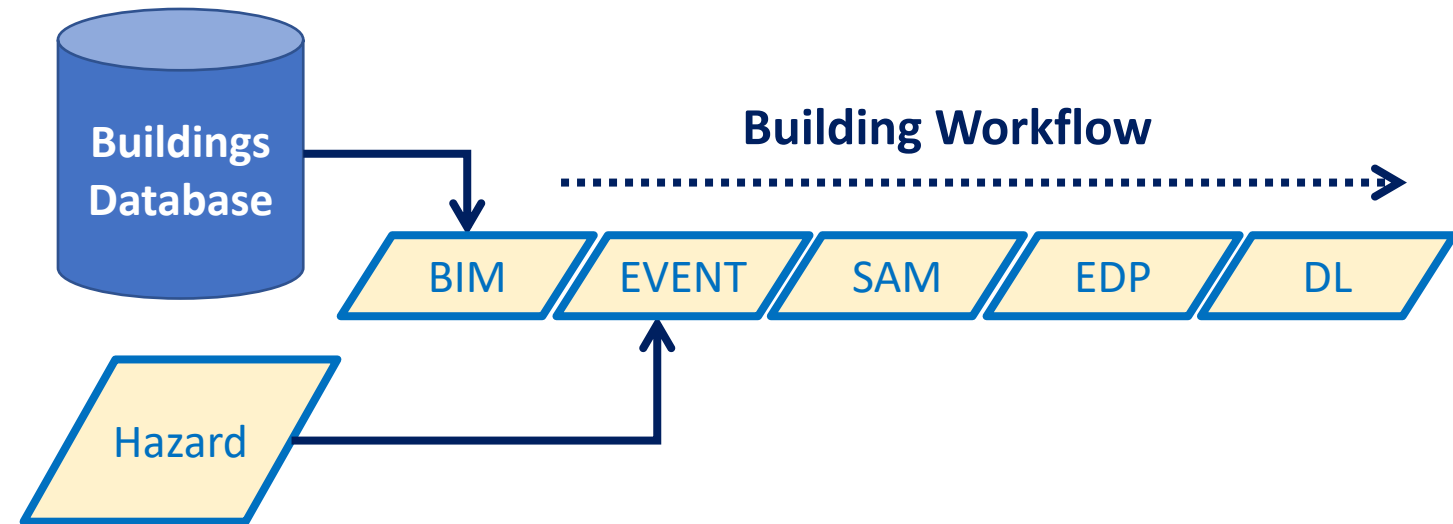 Buildings
Database
Building Workflow
BIM
EVENT
SAM
EDP
DL
Hazard